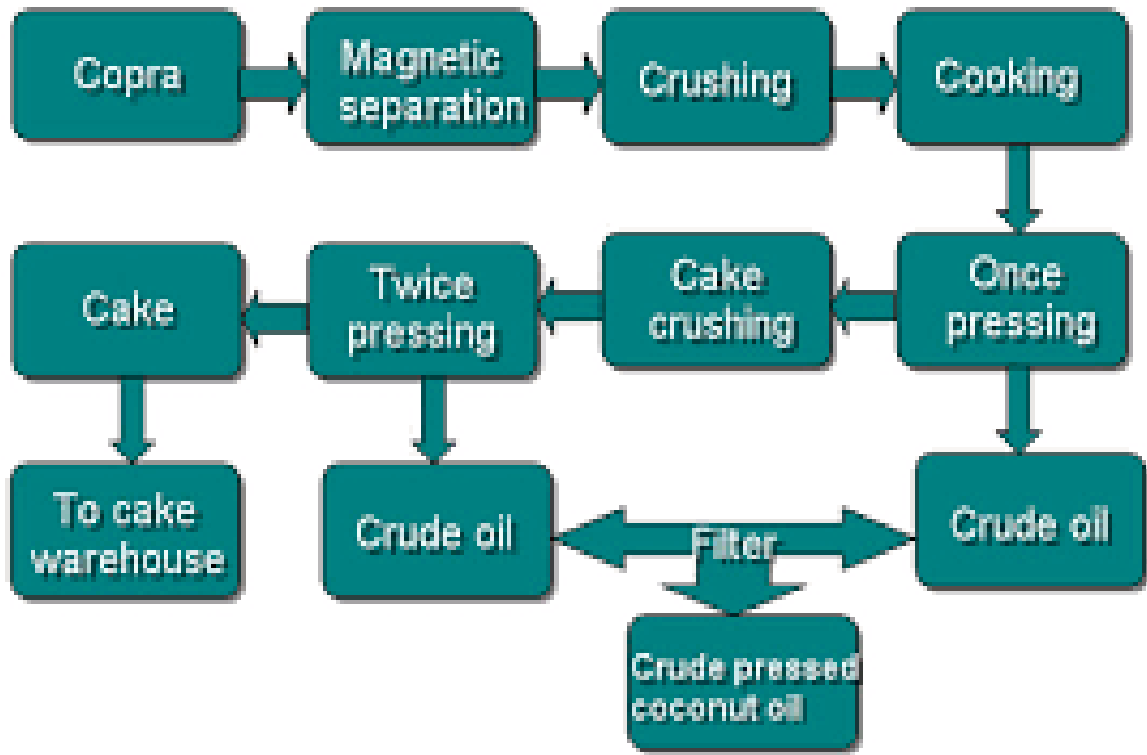 Copra
Magnetic
separation
Crushing
Cooking
Cake
Twice
pressing
Cake
crushing
Once
pressing
To cake
warehouse
Crude oil
Filter
Crude oil
Crude pressed
coconut oil